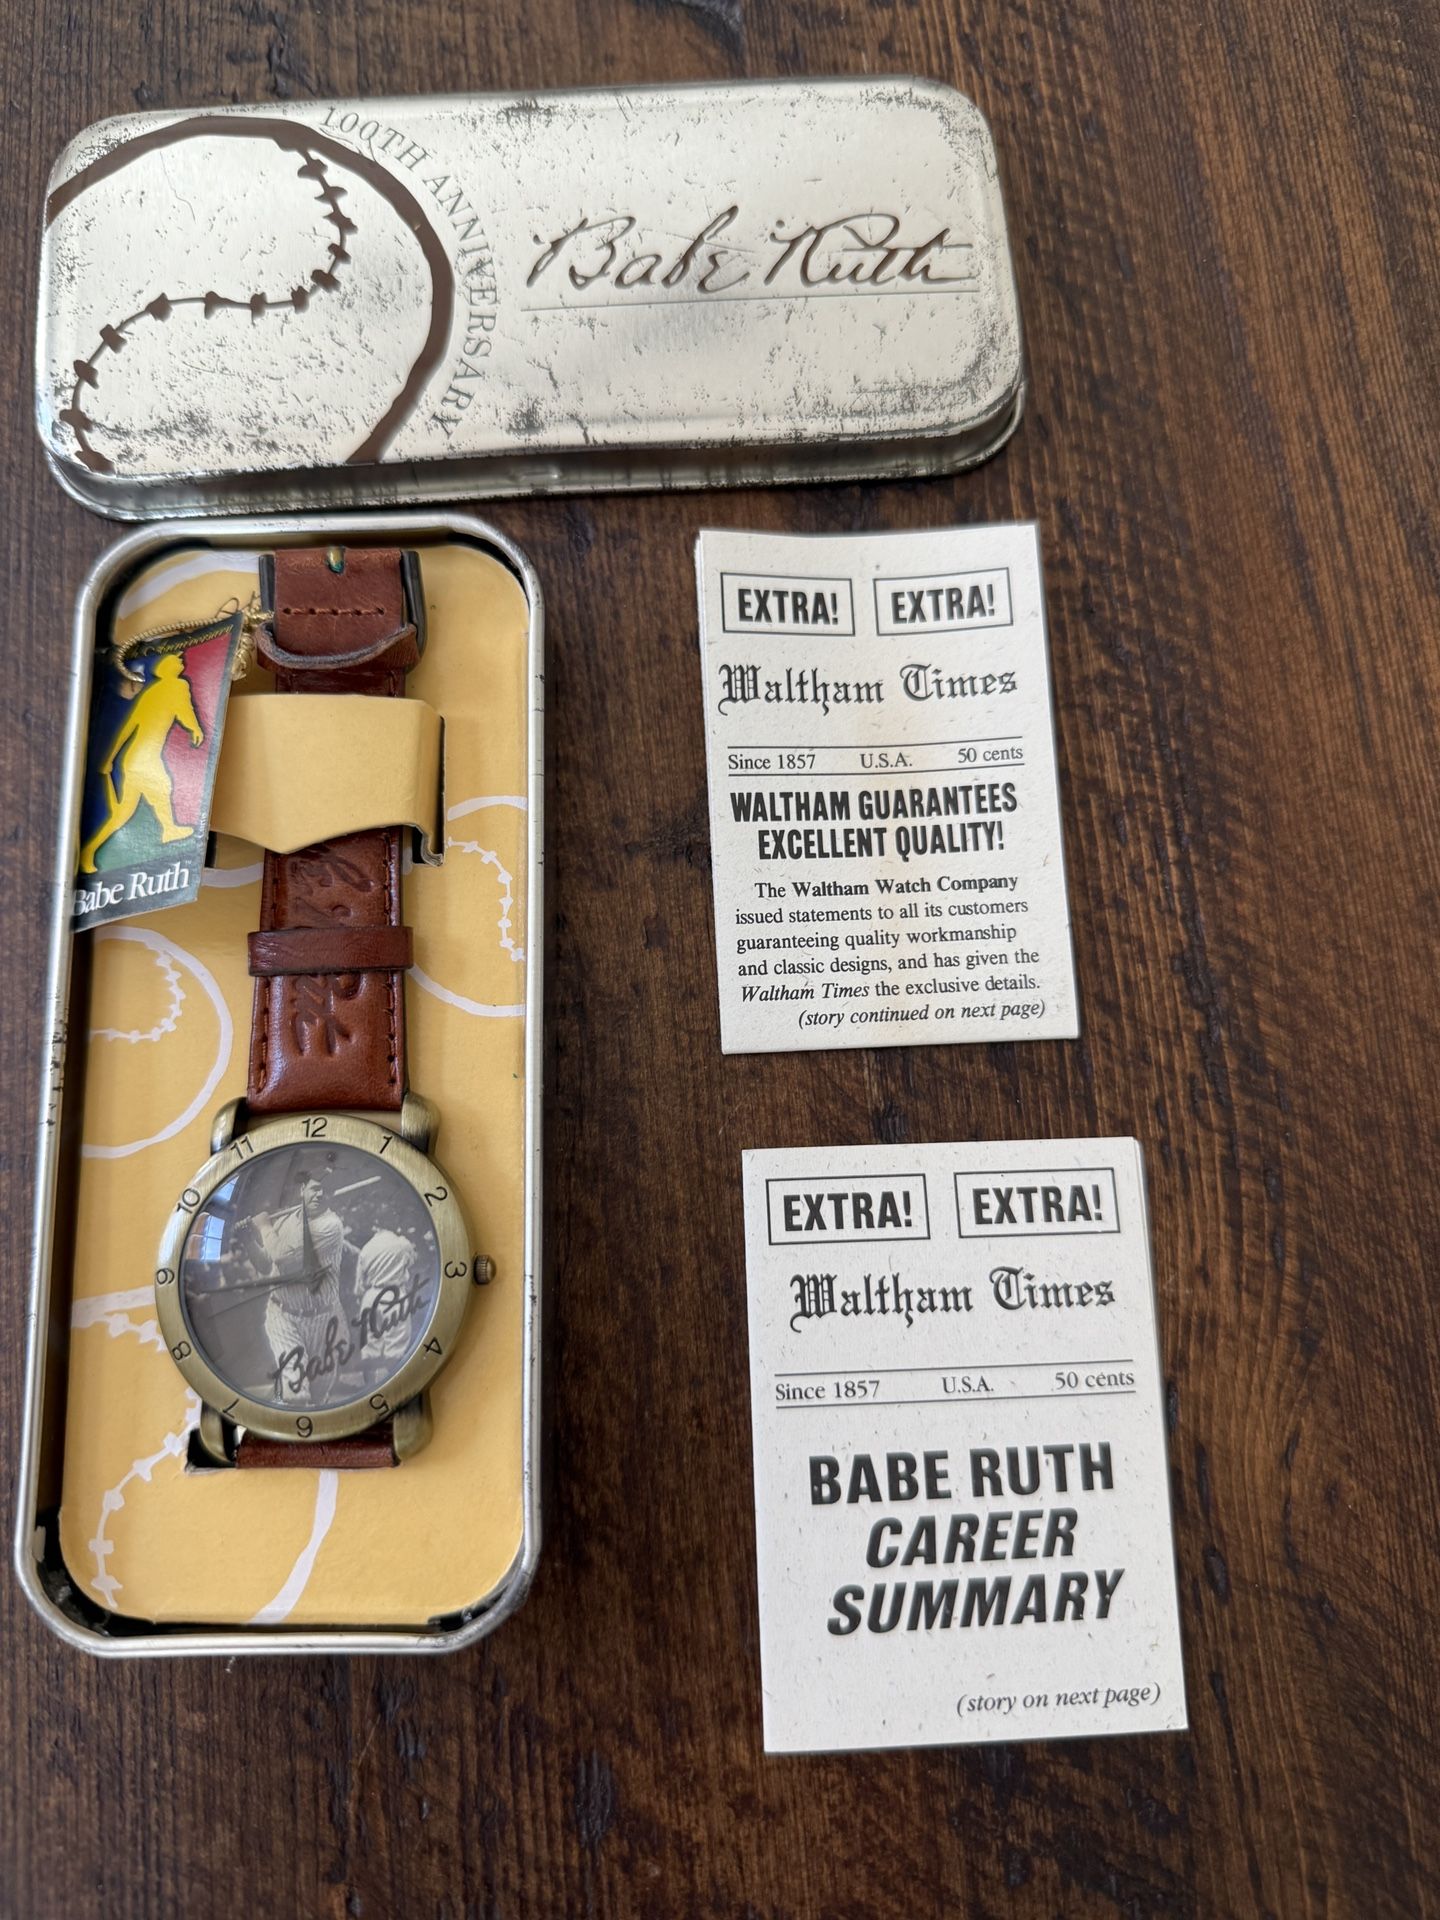 100TH ANNIVERSARY
Babe Ruth
Anniversary
Babe Ruth™
12
1
2
3
4
5
6
7
8
9
10
11
Babe Ruth
EXTRA! EXTRA!
Waltham Times
Since 1857 U.S.A. 50 cents
WALTHAM GUARANTEES
EXCELLENT QUALITY!
The Waltham Watch Company
issued statements to all its customers
guaranteeing quality workmanship
and classic designs, and has given the
Waltham Times the exclusive details.
(story continued on next page)
EXTRA! EXTRA!
Waltham Times
Since 1857 U.S.A. 50 cents
BABE RUTH
CAREER
SUMMARY
(story on next page)